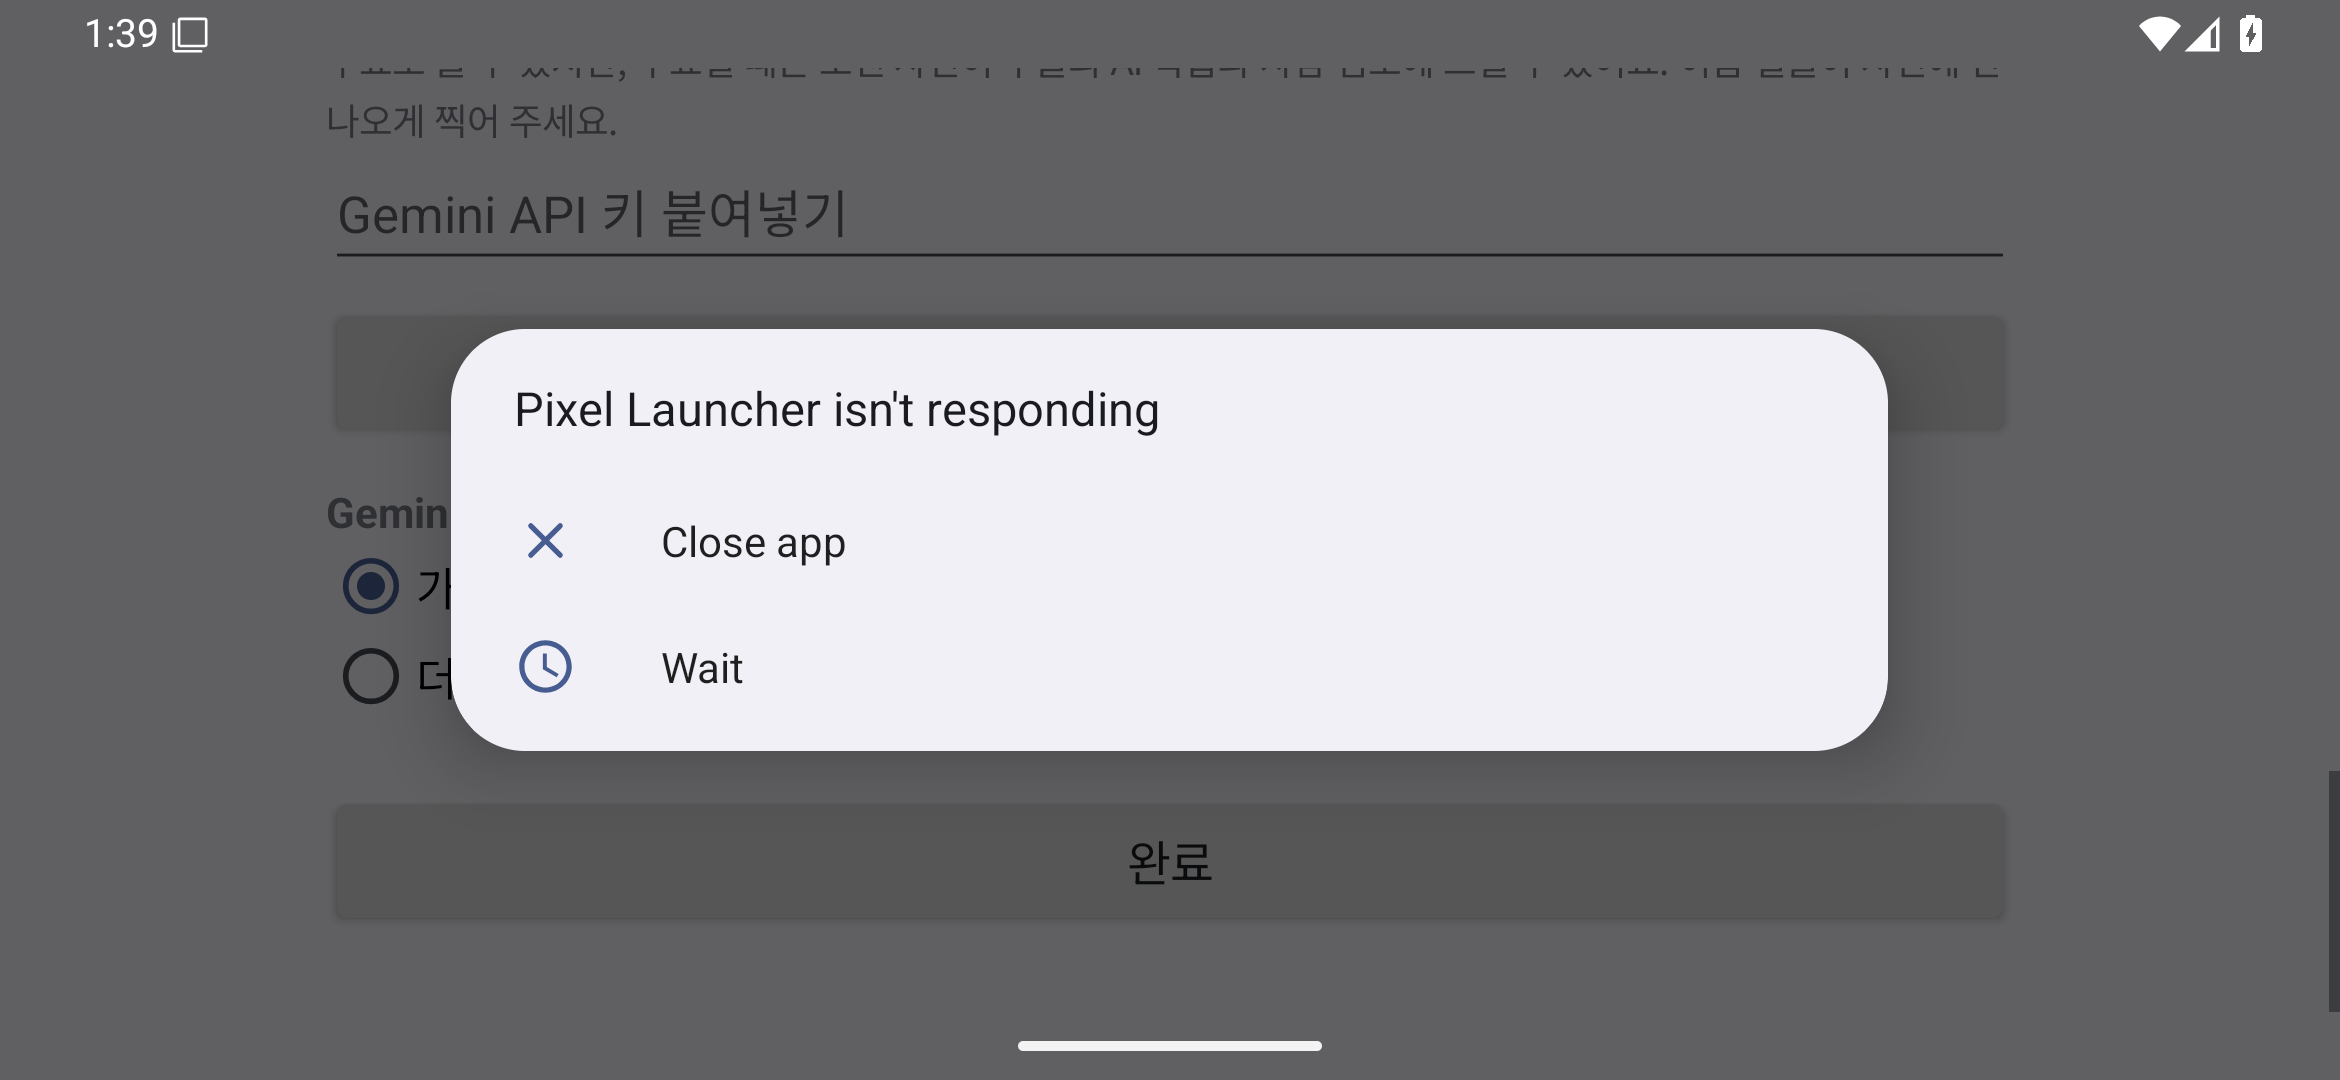 1:39
나오게 찍어 주세요.
Gemini API 키 붙여넣기
Pixel Launcher isn't responding
Close app
Wait
완료